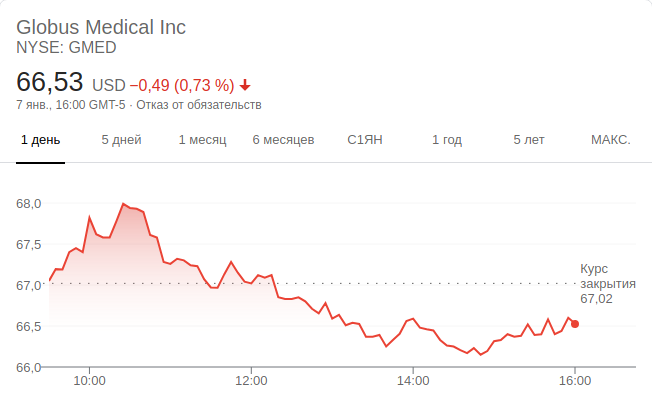 Globus Medical Inc
NYSE: GMED
66,53 USD −0,49 (0,73 %)
7 янв., 16:00 GMT-5 · Отказ от обязательств
1 день 5 дней 1 месяц 6 месяцев С1ЯН 1 год 5 лет МАКС.
68,0
67,5
67,0
66,5
66,0
Курс
закрытия
67,02
10:00 12:00 14:00 16:00